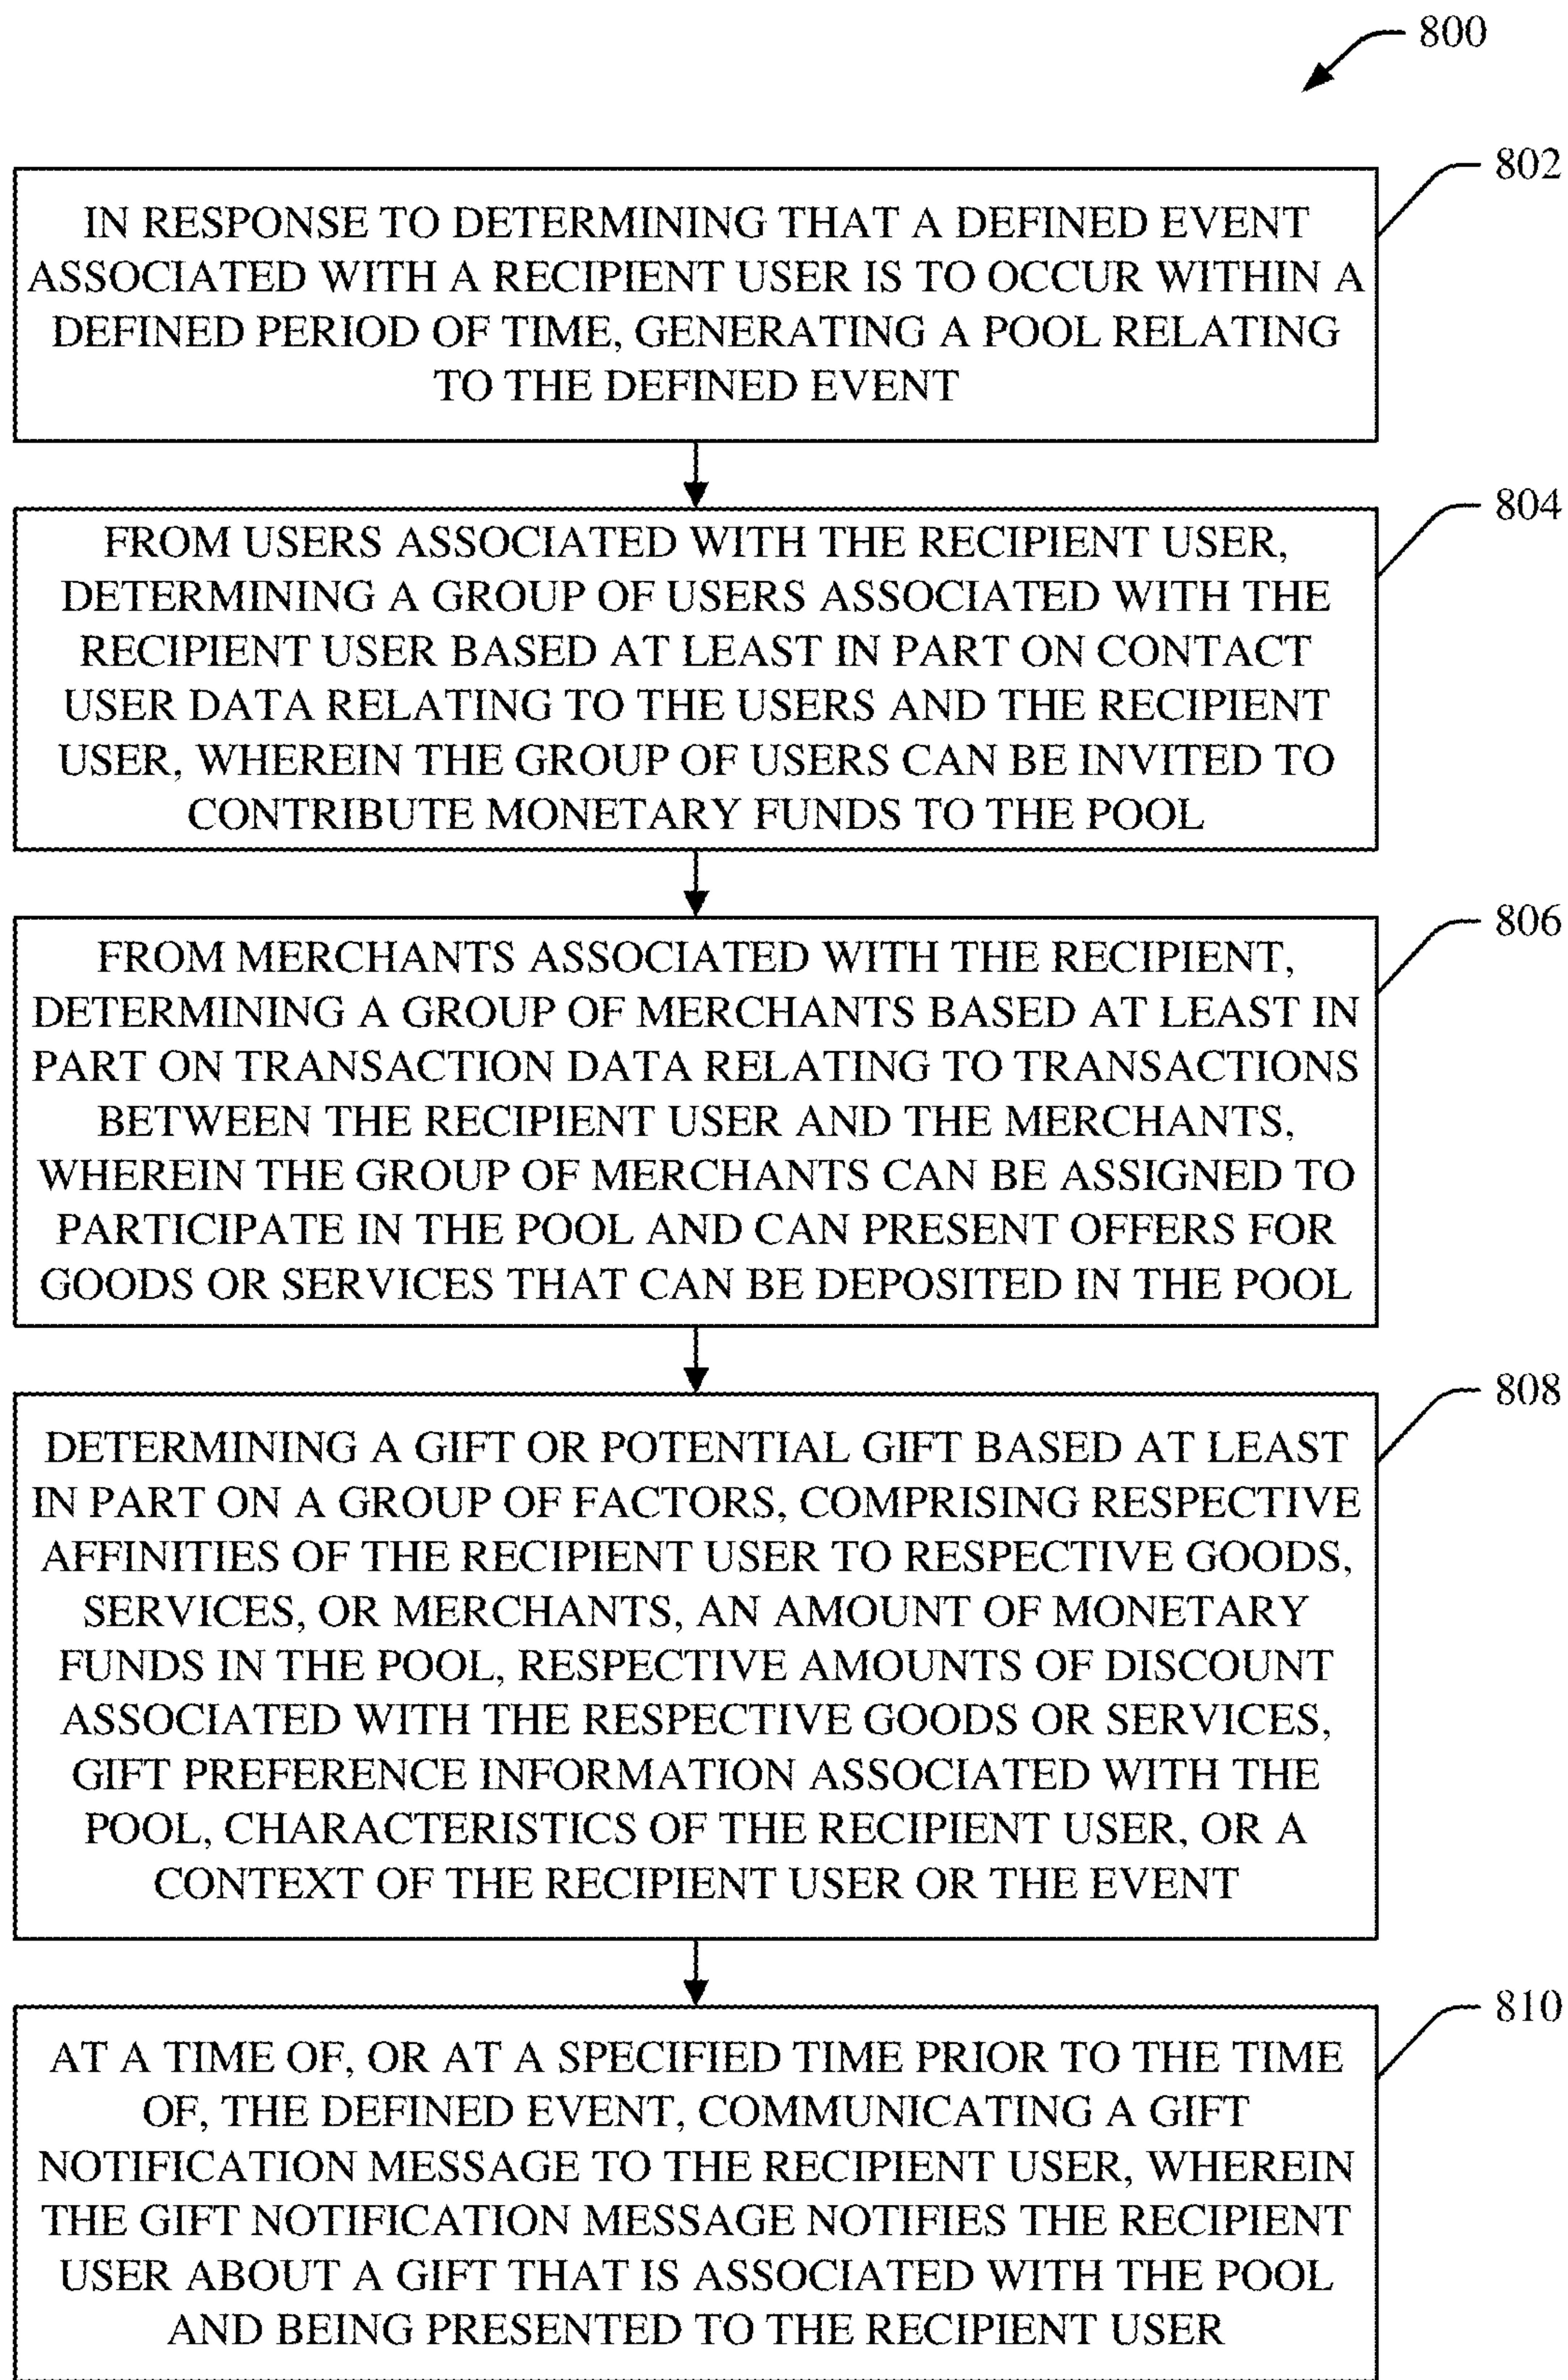 800
802
IN RESPONSE TO DETERMINING THAT A DEFINED EVENT
ASSOCIATED WITH A RECIPIENT USER IS TO OCCUR WITHIN A
DEFINED PERIOD OF TIME, GENERATING A POOL RELATING
TO THE DEFINED EVENT
804
FROM USERS ASSOCIATED WITH THE RECIPIENT USER,
DETERMINING A GROUP OF USERS ASSOCIATED WITH THE
RECIPIENT USER BASED AT LEAST IN PART ON CONTACT
USER DATA RELATING TO THE USERS AND THE RECIPIENT
USER, WHEREIN THE GROUP OF USERS CAN BE INVITED TO
CONTRIBUTE MONETARY FUNDS TO THE POOL
806
FROM MERCHANTS ASSOCIATED WITH THE RECIPIENT,
DETERMINING A GROUP OF MERCHANTS BASED AT LEAST IN
PART ON TRANSACTION DATA RELATING TO TRANSACTIONS
BETWEEN THE RECIPIENT USER AND THE MERCHANTS,
WHEREIN THE GROUP OF MERCHANTS CAN BE ASSIGNED TO
PARTICIPATE IN THE POOL AND CAN PRESENT OFFERS FOR
GOODS OR SERVICES THAT CAN BE DEPOSITED IN THE POOL
808
DETERMINING A GIFT OR POTENTIAL GIFT BASED AT LEAST
IN PART ON A GROUP OF FACTORS, COMPRISING RESPECTIVE
AFFINITIES OF THE RECIPIENT USER TO RESPECTIVE GOODS,
SERVICES, OR MERCHANTS, AN AMOUNT OF MONETARY
FUNDS IN THE POOL, RESPECTIVE AMOUNTS OF DISCOUNT
ASSOCIATED WITH THE RESPECTIVE GOODS OR SERVICES,
GIFT PREFERENCE INFORMATION ASSOCIATED WITH THE
POOL, CHARACTERISTICS OF THE RECIPIENT USER, OR A
CONTEXT OF THE RECIPIENT USER OR THE EVENT
810
AT A TIME OF, OR AT A SPECIFIED TIME PRIOR TO THE TIME
OF, THE DEFINED EVENT, COMMUNICATING A GIFT
NOTIFICATION MESSAGE TO THE RECIPIENT USER, WHEREIN
THE GIFT NOTIFICATION MESSAGE NOTIFIES THE RECIPIENT
USER ABOUT A GIFT THAT IS ASSOCIATED WITH THE POOL
AND BEING PRESENTED TO THE RECIPIENT USER